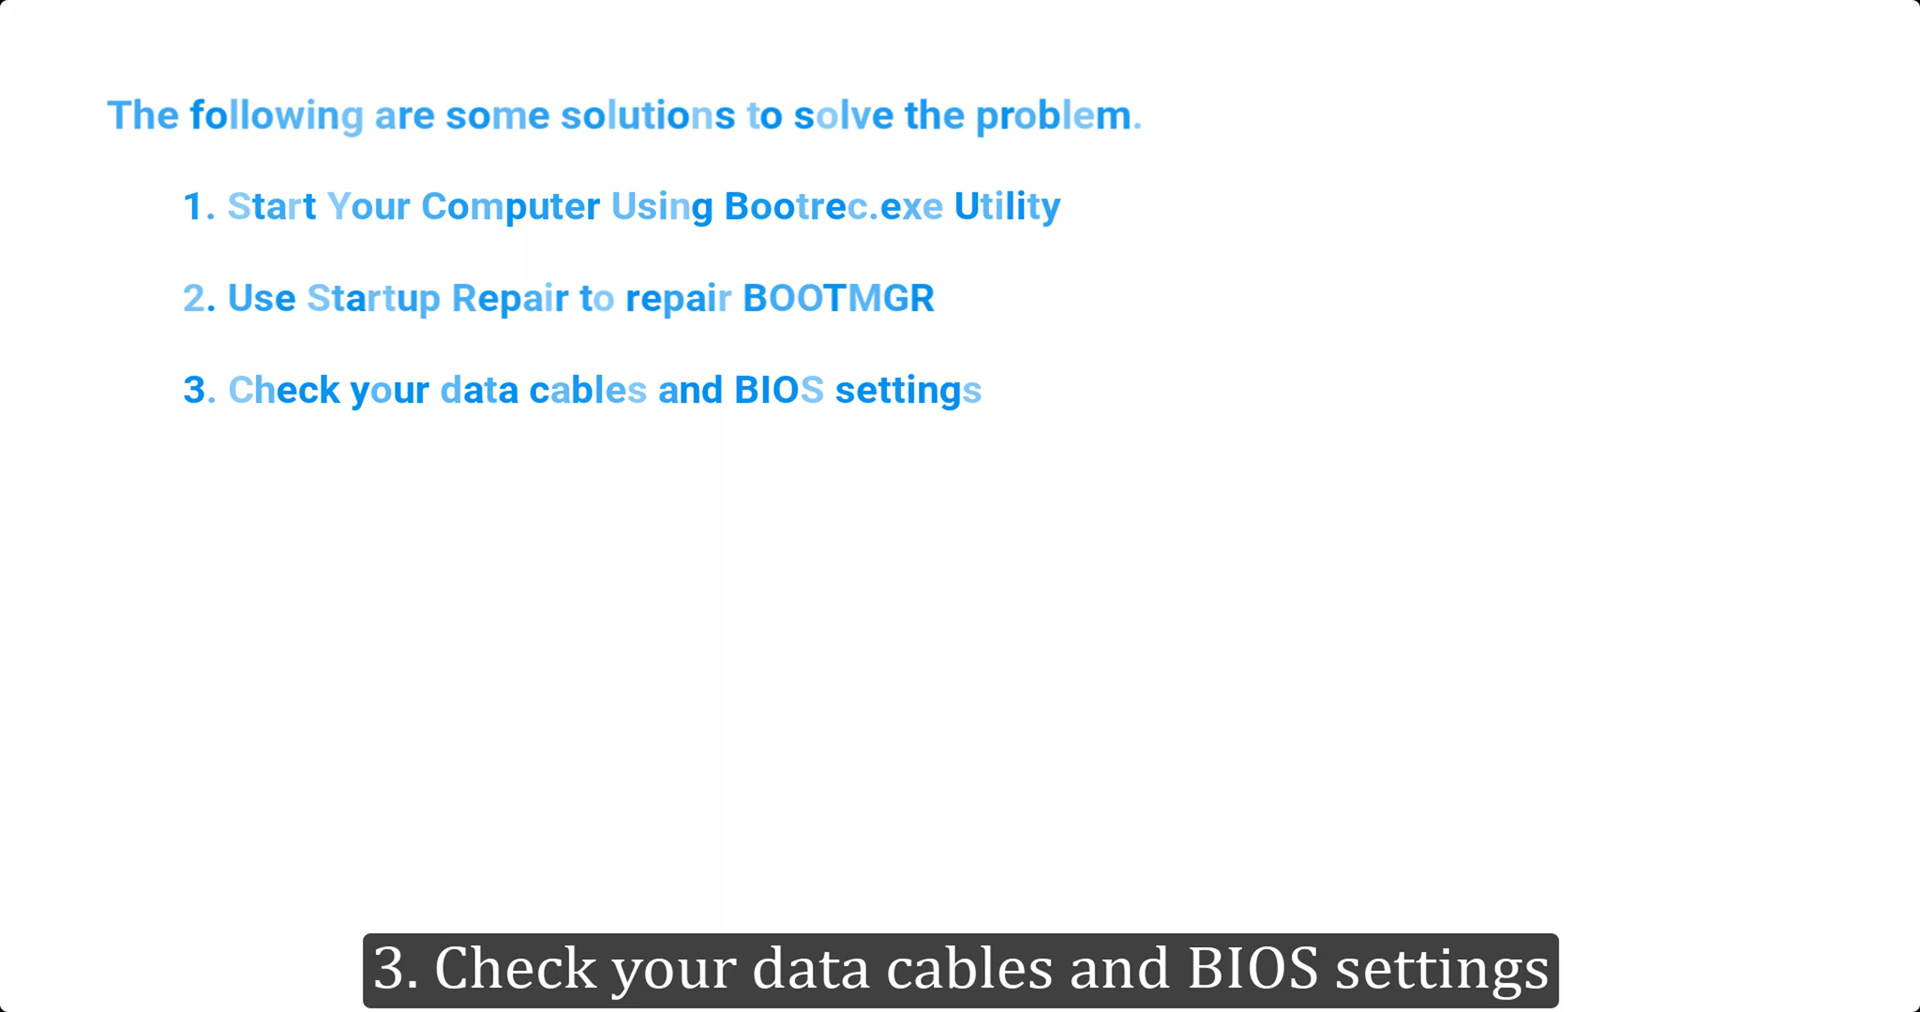 The following are some solutions to solve the problem.
1. Start Your Computer Using Bootrec.exe Utility
2. Use Startup Repair to repair BOOTMGR
3. Check your data cables and BIOS settings
3. Check your data cables and BIOS settings